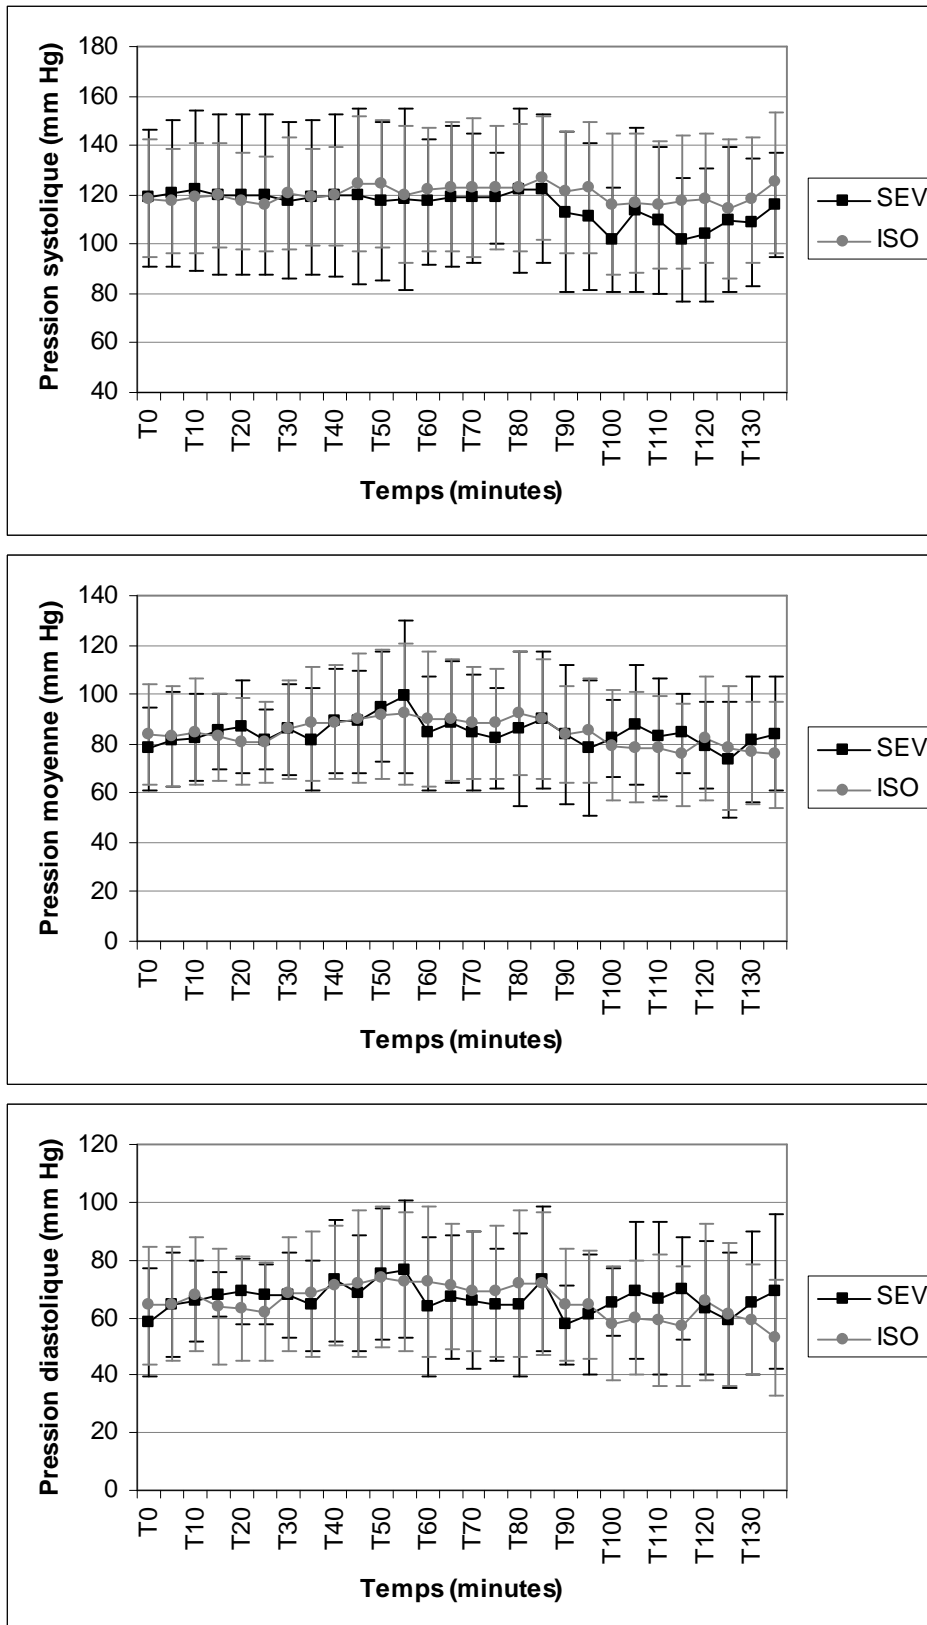 Pression systolique (mm Hg)
180
160
140
120
100
80
60
40
T0
T10
T20
T30
T40
T50
T60
T70
T80
T90
T100
T110
T120
T130
Temps (minutes)
SEV
ISO
Pression moyenne (mm Hg)
140
120
100
80
60
40
20
0
T0
T10
T20
T30
T40
T50
T60
T70
T80
T90
T100
T110
T120
T130
Temps (minutes)
SEV
ISO
Pression diastolique (mm Hg)
120
100
80
60
40
20
0
T0
T10
T20
T30
T40
T50
T60
T70
T80
T90
T100
T110
T120
T130
Temps (minutes)
SEV
ISO